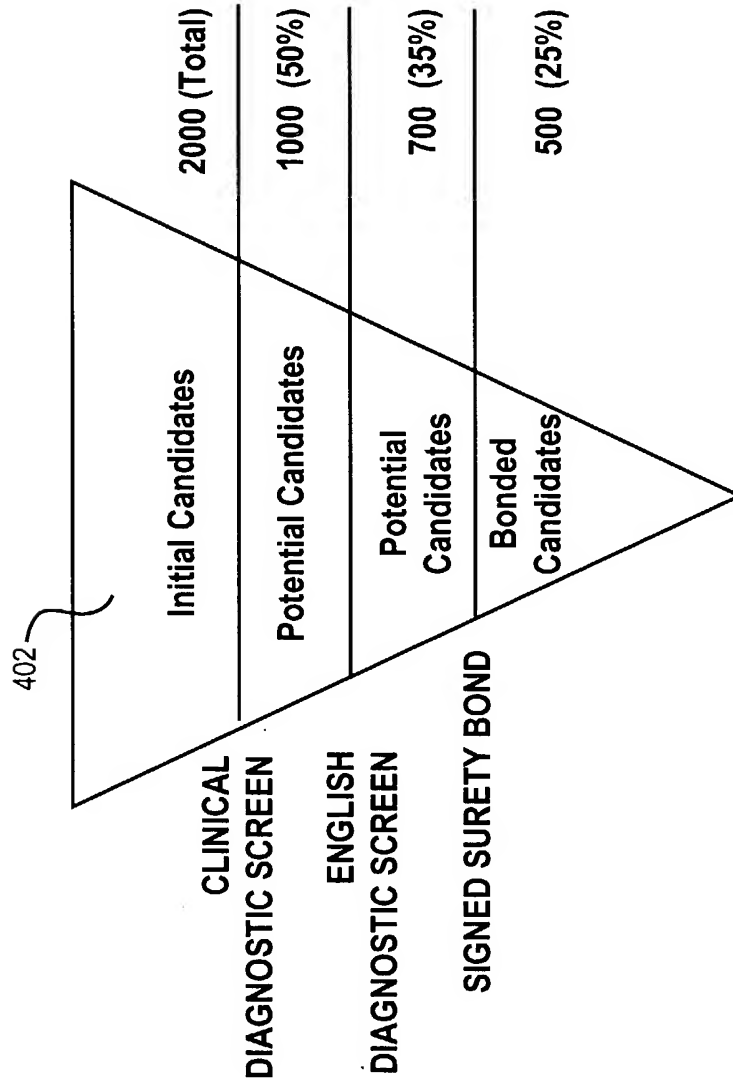 402
Initial Candidates
2000 (Total)
CLINICAL
DIAGNOSTIC SCREEN
Potential Candidates
1000 (50%)
ENGLISH
DIAGNOSTIC SCREEN
Potential
Candidates
700 (35%)
SIGNED SURETY BOND
Bonded
Candidates
500 (25%)